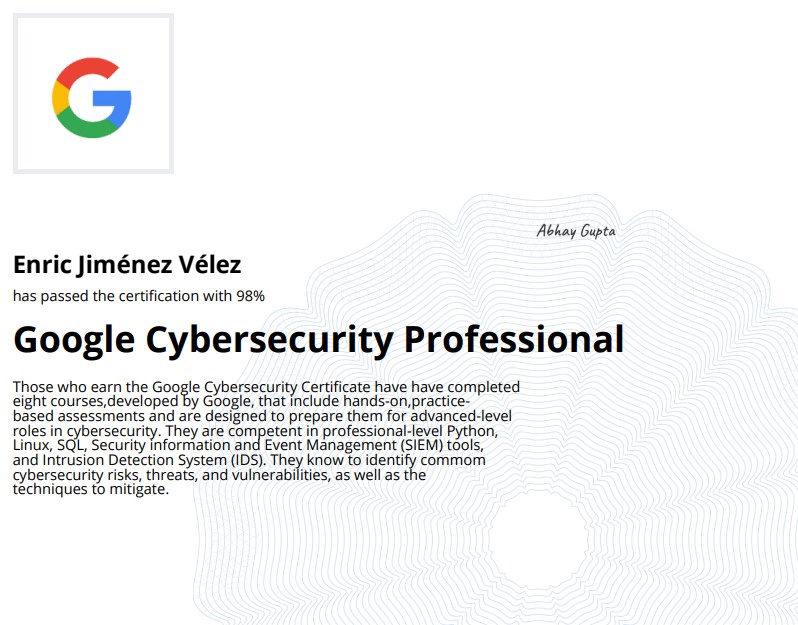 Abhay Gupta
Enric Jiménez Vélez
has passed the certification with 98%
Google Cybersecurity Professional
Those who earn the Google Cybersecurity Certificate have have completed
eight courses,developed by Google, that include hands-on,practice-
based assessments and are designed to prepare them for advanced-level
roles in cybersecurity. They are competent in professional-level Python,
Linux, SQL, Security information and Event Management (SIEM) tools,
and Intrusion Detection System (IDS). They know to identify commom
cybersecurity risks, threats, and vulnerabilities, as well as the
techniques to mitigate.